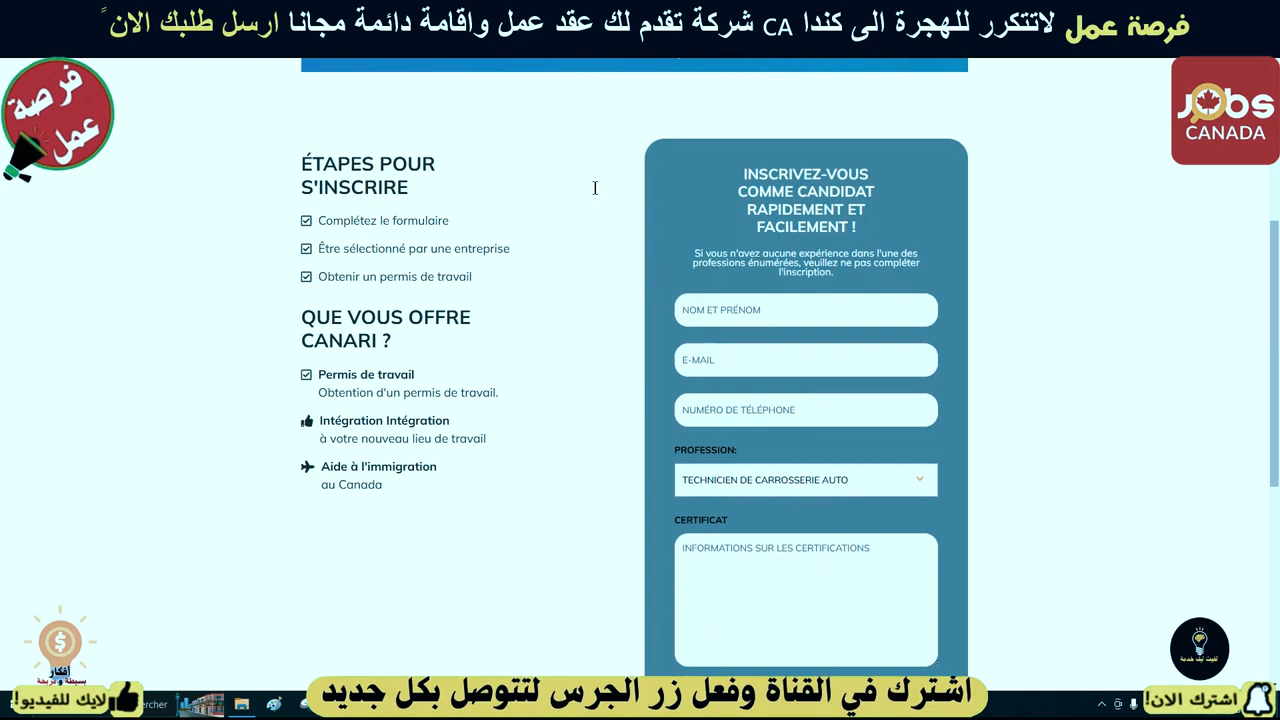 فرصة عمل لاتتكرر للهجرة الى كندا CA شركة تقدم لك عقد عمل واقامة دائمة مجانا ارسل طلبك الان ً
فرصة
عمل
JOBS
CANADA
ÉTAPES POUR
S'INSCRIRE
Complétez le formulaire
Être sélectionné par une entreprise
Obtenir un permis de travail
QUE VOUS OFFRE
CANARI ?
Permis de travail
Obtention d'un permis de travail.
Intégration Intégration
à votre nouveau lieu de travail
Aide à l'immigration
au Canada
INSCRIVEZ-VOUS
COMME CANDIDAT
RAPIDEMENT ET
FACILEMENT !
Si vous n'avez aucune expérience dans l'une des
professions énumérées, veuillez ne pas compléter
l'inscription.
NOM ET PRÉNOM
E-MAIL
NUMÉRO DE TÉLÉPHONE
PROFESSION:
TECHNICIEN DE CARROSSERIE AUTO
CERTIFICAT
INFORMATIONS SUR LES CERTIFICATIONS
أفكار
بسيطة و مربحة
لايك للفيديو!
rcher
اشترك في القناة وفعل زر الجرس لتتوصل بكل جديد
اشترك الان!